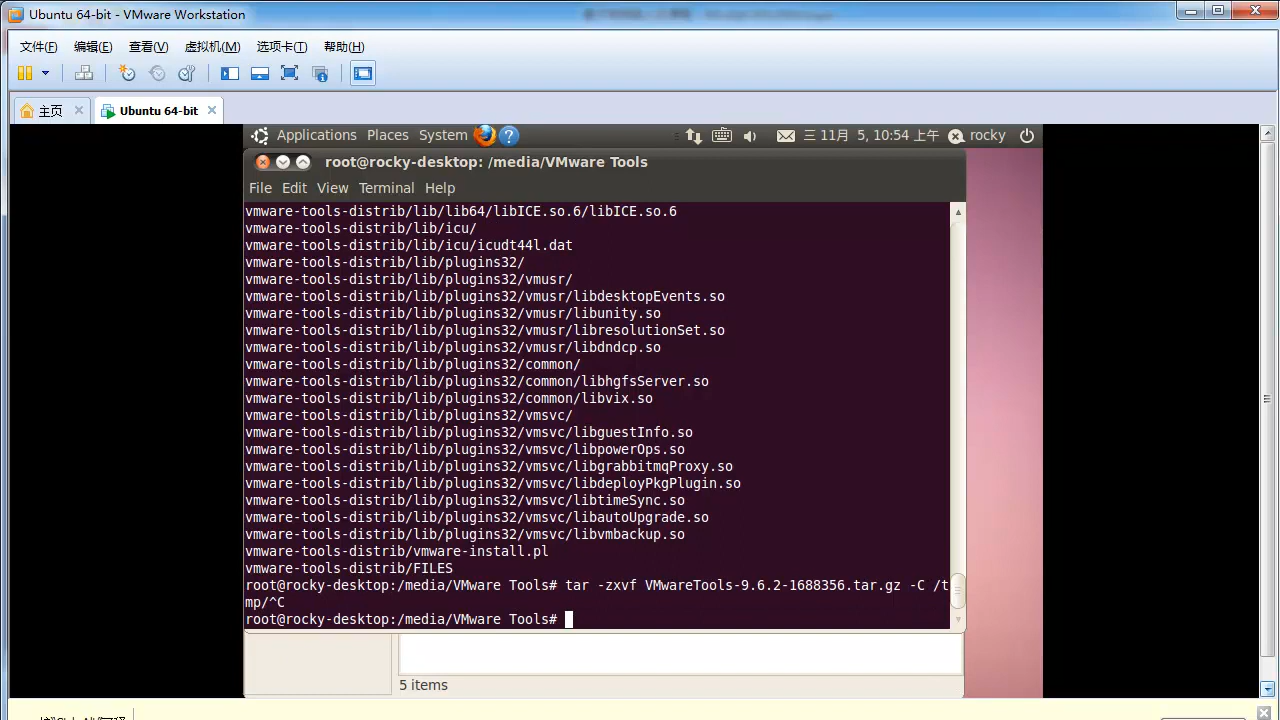 Ubuntu 64-bit - VMware Workstation
文件(F) 编辑(E) 查看(V) 虚拟机(M) 选项卡(T) 帮助(H)
主页 Ubuntu 64-bit
Applications Places System 三 11月 5, 10:54 上午 rocky
root@rocky-desktop: /media/VMware Tools
File Edit View Terminal Help
vmware-tools-distrib/lib/lib64/libICE.so.6/libICE.so.6
vmware-tools-distrib/lib/icu/
vmware-tools-distrib/lib/icu/icudt44l.dat
vmware-tools-distrib/lib/plugins32/
vmware-tools-distrib/lib/plugins32/vmusr/
vmware-tools-distrib/lib/plugins32/vmusr/libdesktopEvents.so
vmware-tools-distrib/lib/plugins32/vmusr/libunity.so
vmware-tools-distrib/lib/plugins32/vmusr/libresolutionSet.so
vmware-tools-distrib/lib/plugins32/vmusr/libdndcp.so
vmware-tools-distrib/lib/plugins32/common/
vmware-tools-distrib/lib/plugins32/common/libhgfsServer.so
vmware-tools-distrib/lib/plugins32/common/libvix.so
vmware-tools-distrib/lib/plugins32/vmsvc/
vmware-tools-distrib/lib/plugins32/vmsvc/libguestInfo.so
vmware-tools-distrib/lib/plugins32/vmsvc/libpowerOps.so
vmware-tools-distrib/lib/plugins32/vmsvc/libgrabbitmqProxy.so
vmware-tools-distrib/lib/plugins32/vmsvc/libdeployPkgPlugin.so
vmware-tools-distrib/lib/plugins32/vmsvc/libtimeSync.so
vmware-tools-distrib/lib/plugins32/vmsvc/libautoUpgrade.so
vmware-tools-distrib/lib/plugins32/vmsvc/libvmbackup.so
vmware-tools-distrib/vmware-install.pl
vmware-tools-distrib/FILES
root@rocky-desktop:/media/VMware Tools# tar -zxvf VMwareTools-9.6.2-1688356.tar.gz -C /t
mp/^C
root@rocky-desktop:/media/VMware Tools#
5 items